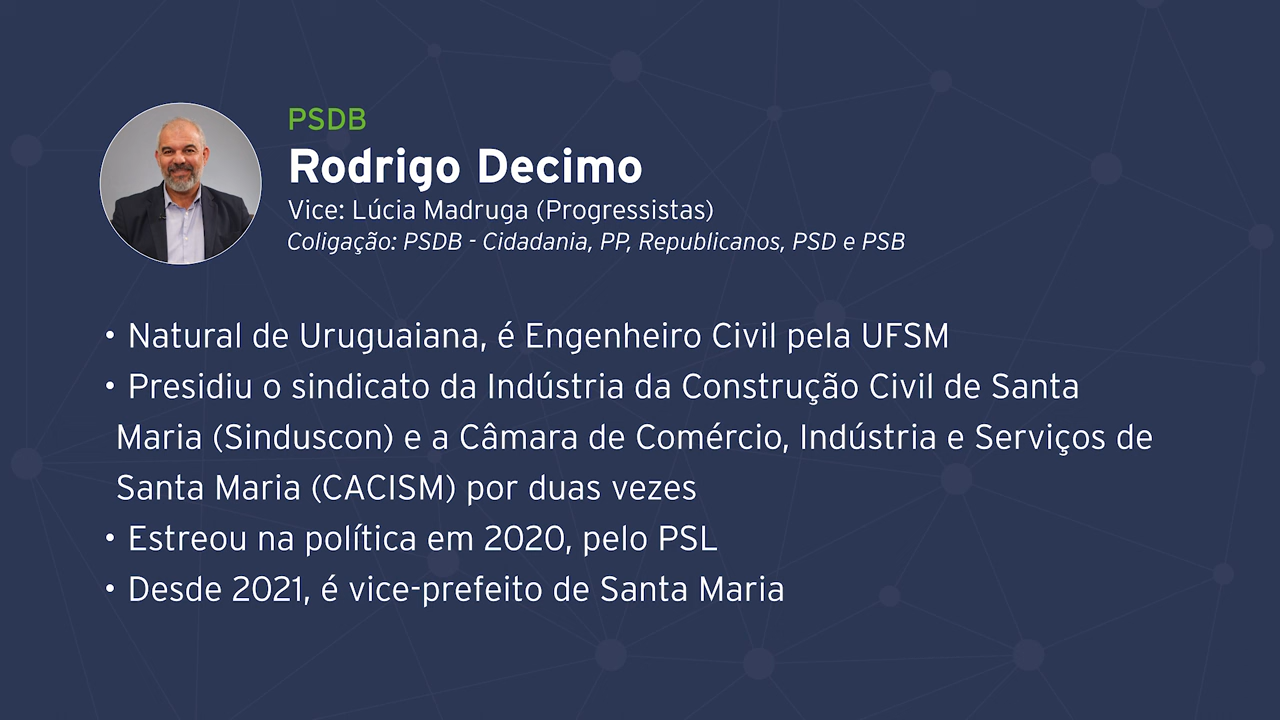 PSDB
Rodrigo Decimo
Vice: Lúcia Madruga (Progressistas)
Coligação: PSDB - Cidadania, PP, Republicanos, PSD e PSB
• Natural de Uruguaiana, é Engenheiro Civil pela UFSM
• Presidiu o sindicato da Indústria da Construção Civil de Santa
Maria (Sinduscon) e a Câmara de Comércio, Indústria e Serviços de
Santa Maria (CACISM) por duas vezes
• Estreou na política em 2020, pelo PSL
• Desde 2021, é vice-prefeito de Santa Maria